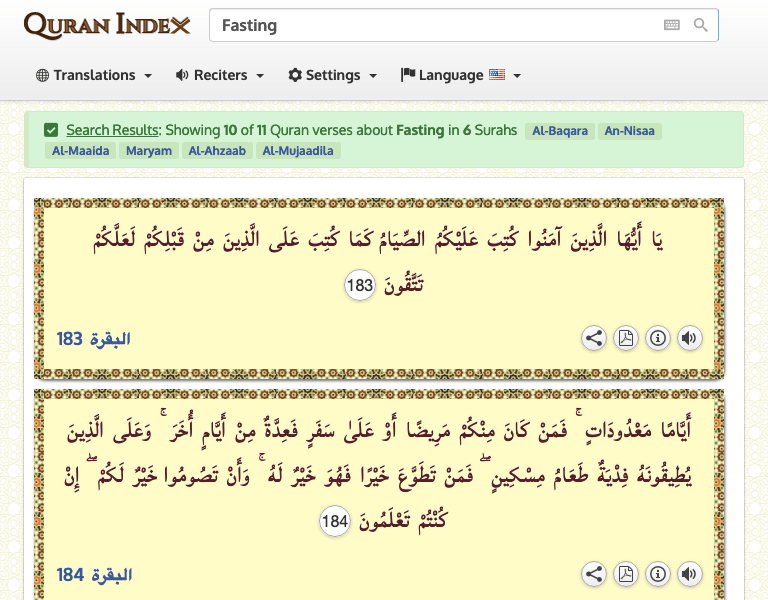 QURAN INDEX
Fasting
Translations Reciters Settings Language
Search Results: Showing 10 of 11 Quran verses about Fasting in 6 Surahs Al-Baqara An-Nisaa
Al-Maaida Maryam Al-Ahzaab Al-Mujaadila
يَا أَيُّهَا الَّذِينَ آمَنُوا كُتِبَ عَلَيْكُمُ الصِّيَامُ كَمَا كُتِبَ عَلَى الَّذِينَ مِنْ قَبْلِكُمْ لَعَلَّكُمْ
تَتَّقُونَ 183
البقرة 183
أَيَّامًا مَعْدُودَاتٍ ۚ فَمَنْ كَانَ مِنْكُمْ مَرِيضًا أَوْ عَلَىٰ سَفَرٍ فَعِدَّةٌ مِنْ أَيَّامٍ أُخَرَ ۚ وَعَلَى الَّذِينَ
يُطِيقُونَهُ فِدْيَةٌ طَعَامُ مِسْكِينٍ ۖ فَمَنْ تَطَوَّعَ خَيْرًا فَهُوَ خَيْرٌ لَهُ ۚ وَأَنْ تَصُومُوا خَيْرٌ لَكُمْ ۖ إِنْ
كُنْتُمْ تَعْلَمُونَ 184
البقرة 184